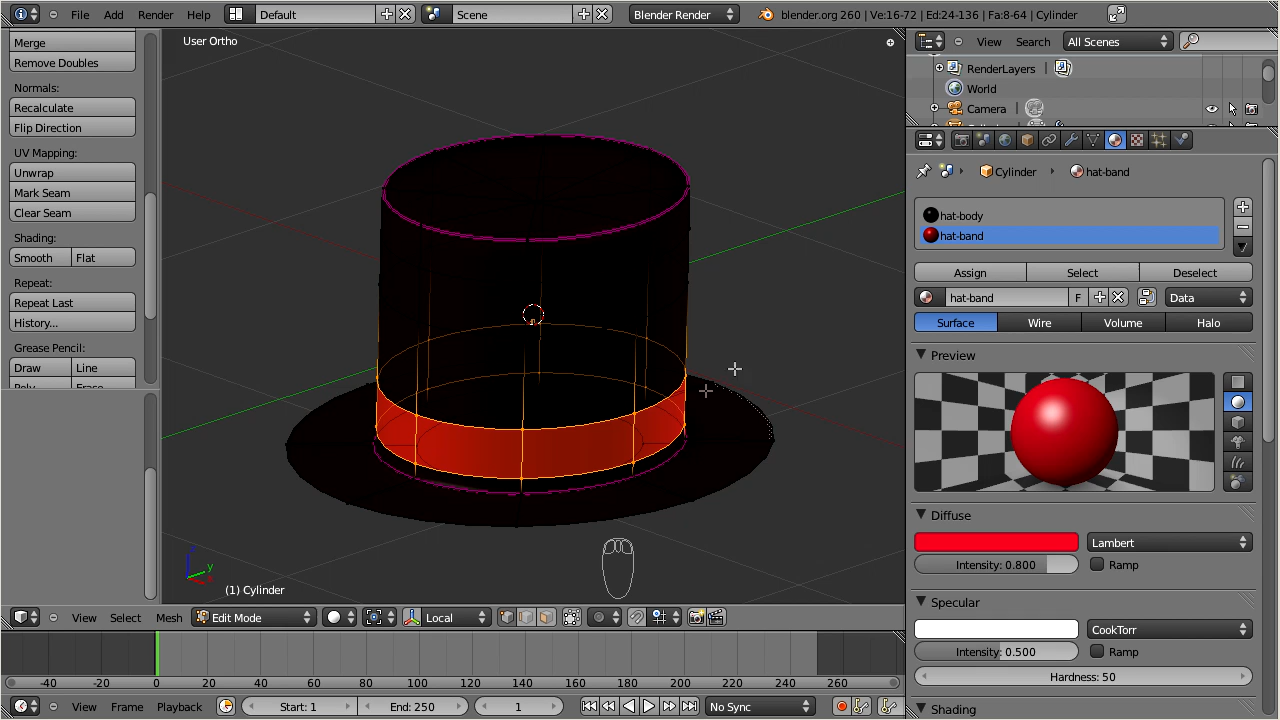 File Render Help Default Scene Blender Render blender.org 260 | Ve:16-72 | Ed:24-136 | Fa:8-64 | Cylinder
Merge
Remove Doubles
Normals:
Recalculate
Flip Direction
UV Mapping:
Unwrap
Mark Seam
Clear Seam
Shading:
Smooth Flat
Repeat:
Repeat Last
History...
Grease Pencil:
Draw Line
User Ortho
z
y
(1) Cylinder
View Select Mesh Edit Mode Local
-40 -20 0 20 40 60 80 100 120 140 160 180 200 220 240 260
View Frame Playback Start: 1 End: 250 1 No Sync
View Search All Scenes
RenderLayers |
World
Camera |
Cylinder hat-band
hat-body
hat-band
Assign Select Deselect
hat-band F Data
Surface Wire Volume Halo
Preview
Diffuse
Lambert
Intensity: 0.800 Ramp
Specular
CookTorr
Intensity: 0.500 Ramp
Hardness: 50
Shading